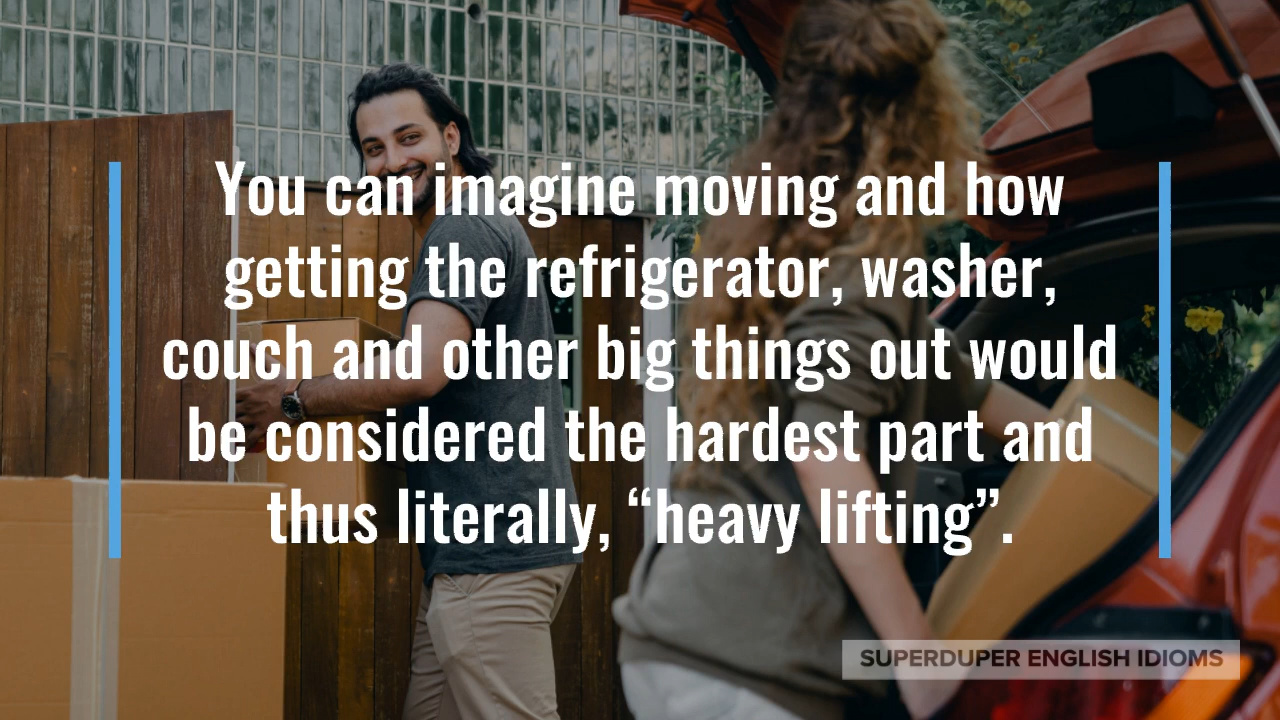 You can imagine moving and how
getting the refrigerator, washer,
couch and other big things out would
be considered the hardest part and
thus literally, “heavy lifting”.
SUPERDUPER ENGLISH IDIOMS